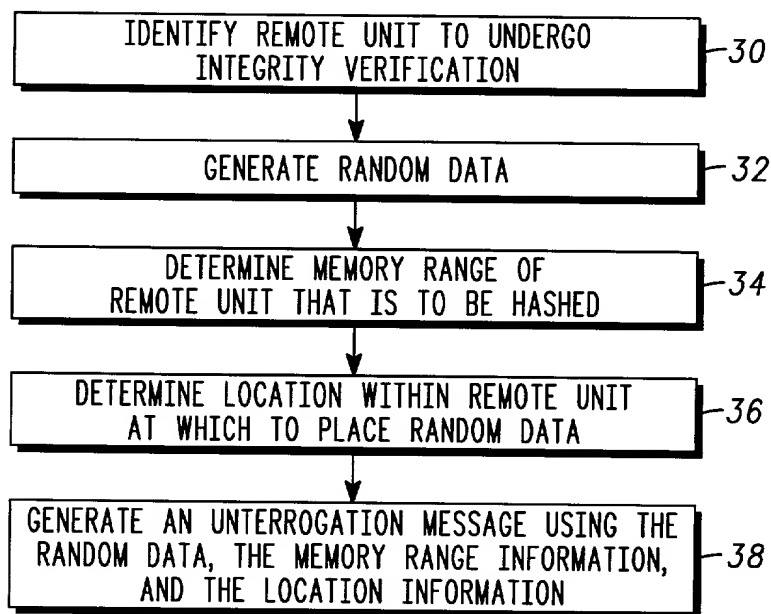 IDENTIFY REMOTE UNIT TO UNDERGO
INTEGRITY VERIFICATION
30
GENERATE RANDOM DATA
32
DETERMINE MEMORY RANGE OF
REMOTE UNIT THAT IS TO BE HASHED
34
DETERMINE LOCATION WITHIN REMOTE UNIT
AT WHICH TO PLACE RANDOM DATA
36
GENERATE AN UNTERROGATION MESSAGE USING THE
RANDOM DATA, THE MEMORY RANGE INFORMATION,
AND THE LOCATION INFORMATION
38